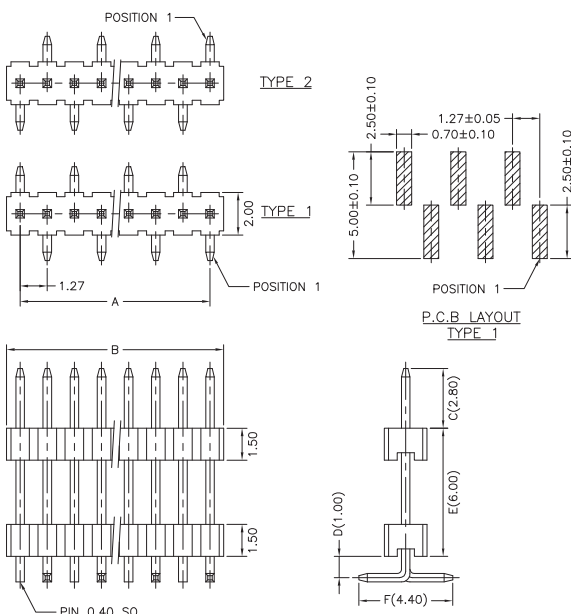 POSITION 1
TYPE 2
TYPE 1
2.00
1.27
A
POSITION 1
2.50±0.10
1.27±0.05
0.70±0.10
5.00±0.10
2.50±0.10
POSITION 1
P.C.B LAYOUT
TYPE 1
B
1.50
1.50
PIN 0.40 SQ
C(2.80)
E(6.00)
D(1.00)
F(4.40)